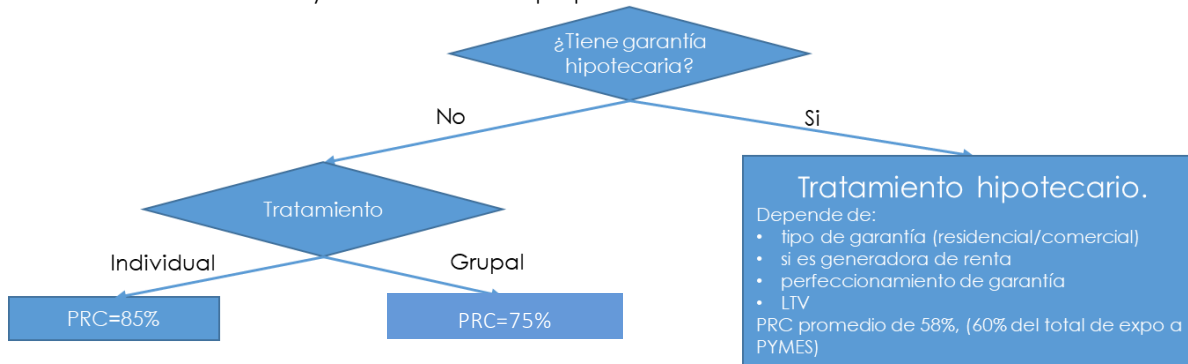 ¿Tiene garantía
hipotecaria?
No
Si
Tratamiento
Individual
Grupal
PRC=85%
PRC=75%
Tratamiento hipotecario.
Depende de:
• tipo de garantía (residencial/comercial)
• si es generadora de renta
• perfeccionamiento de garantía
• LTV
PRC promedio de 58%, (60% del total de expo a
PYMES)